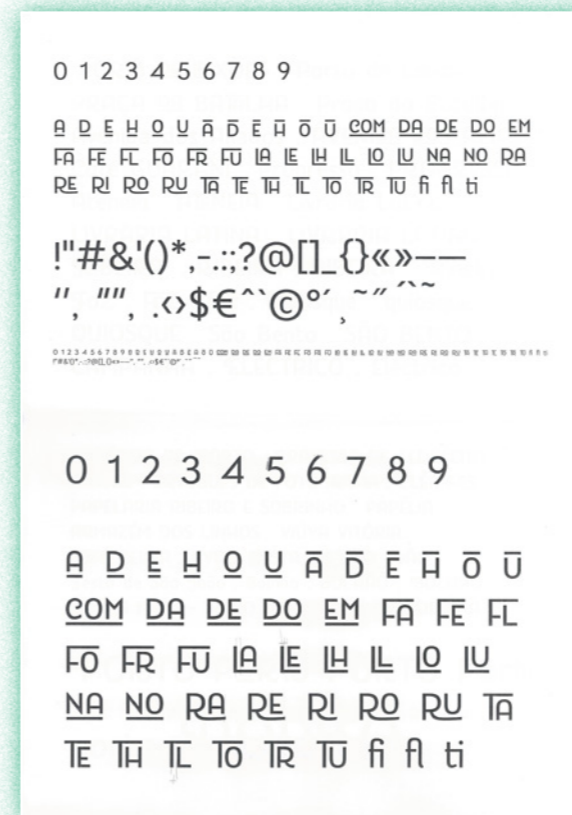 0 1 2 3 4 5 6 7 8 9
A D E H O U Ā D̄ Ē H̄ Ō Ū COM DA DE DO EM
FA FE FL FO FR FU LA LE LH LL LO LU NA NO RA
RE RI RO RU TA TE TH TL TO TR TU fi fl ti
!"#&'()*,-.:;?@[]_{}«»–—
'', "", .‹›$€ˆ`©°´¸˜˝ˆ˜
0 1 2 3 4 5 6 7 8 9
A D E H O U Ā D̄ Ē H̄ Ō Ū
COM DA DE DO EM FA FE FL
FO FR FU LA LE LH LL LO LU
NA NO RA RE RI RO RU TA
TE TH TL TO TR TU fi fl ti